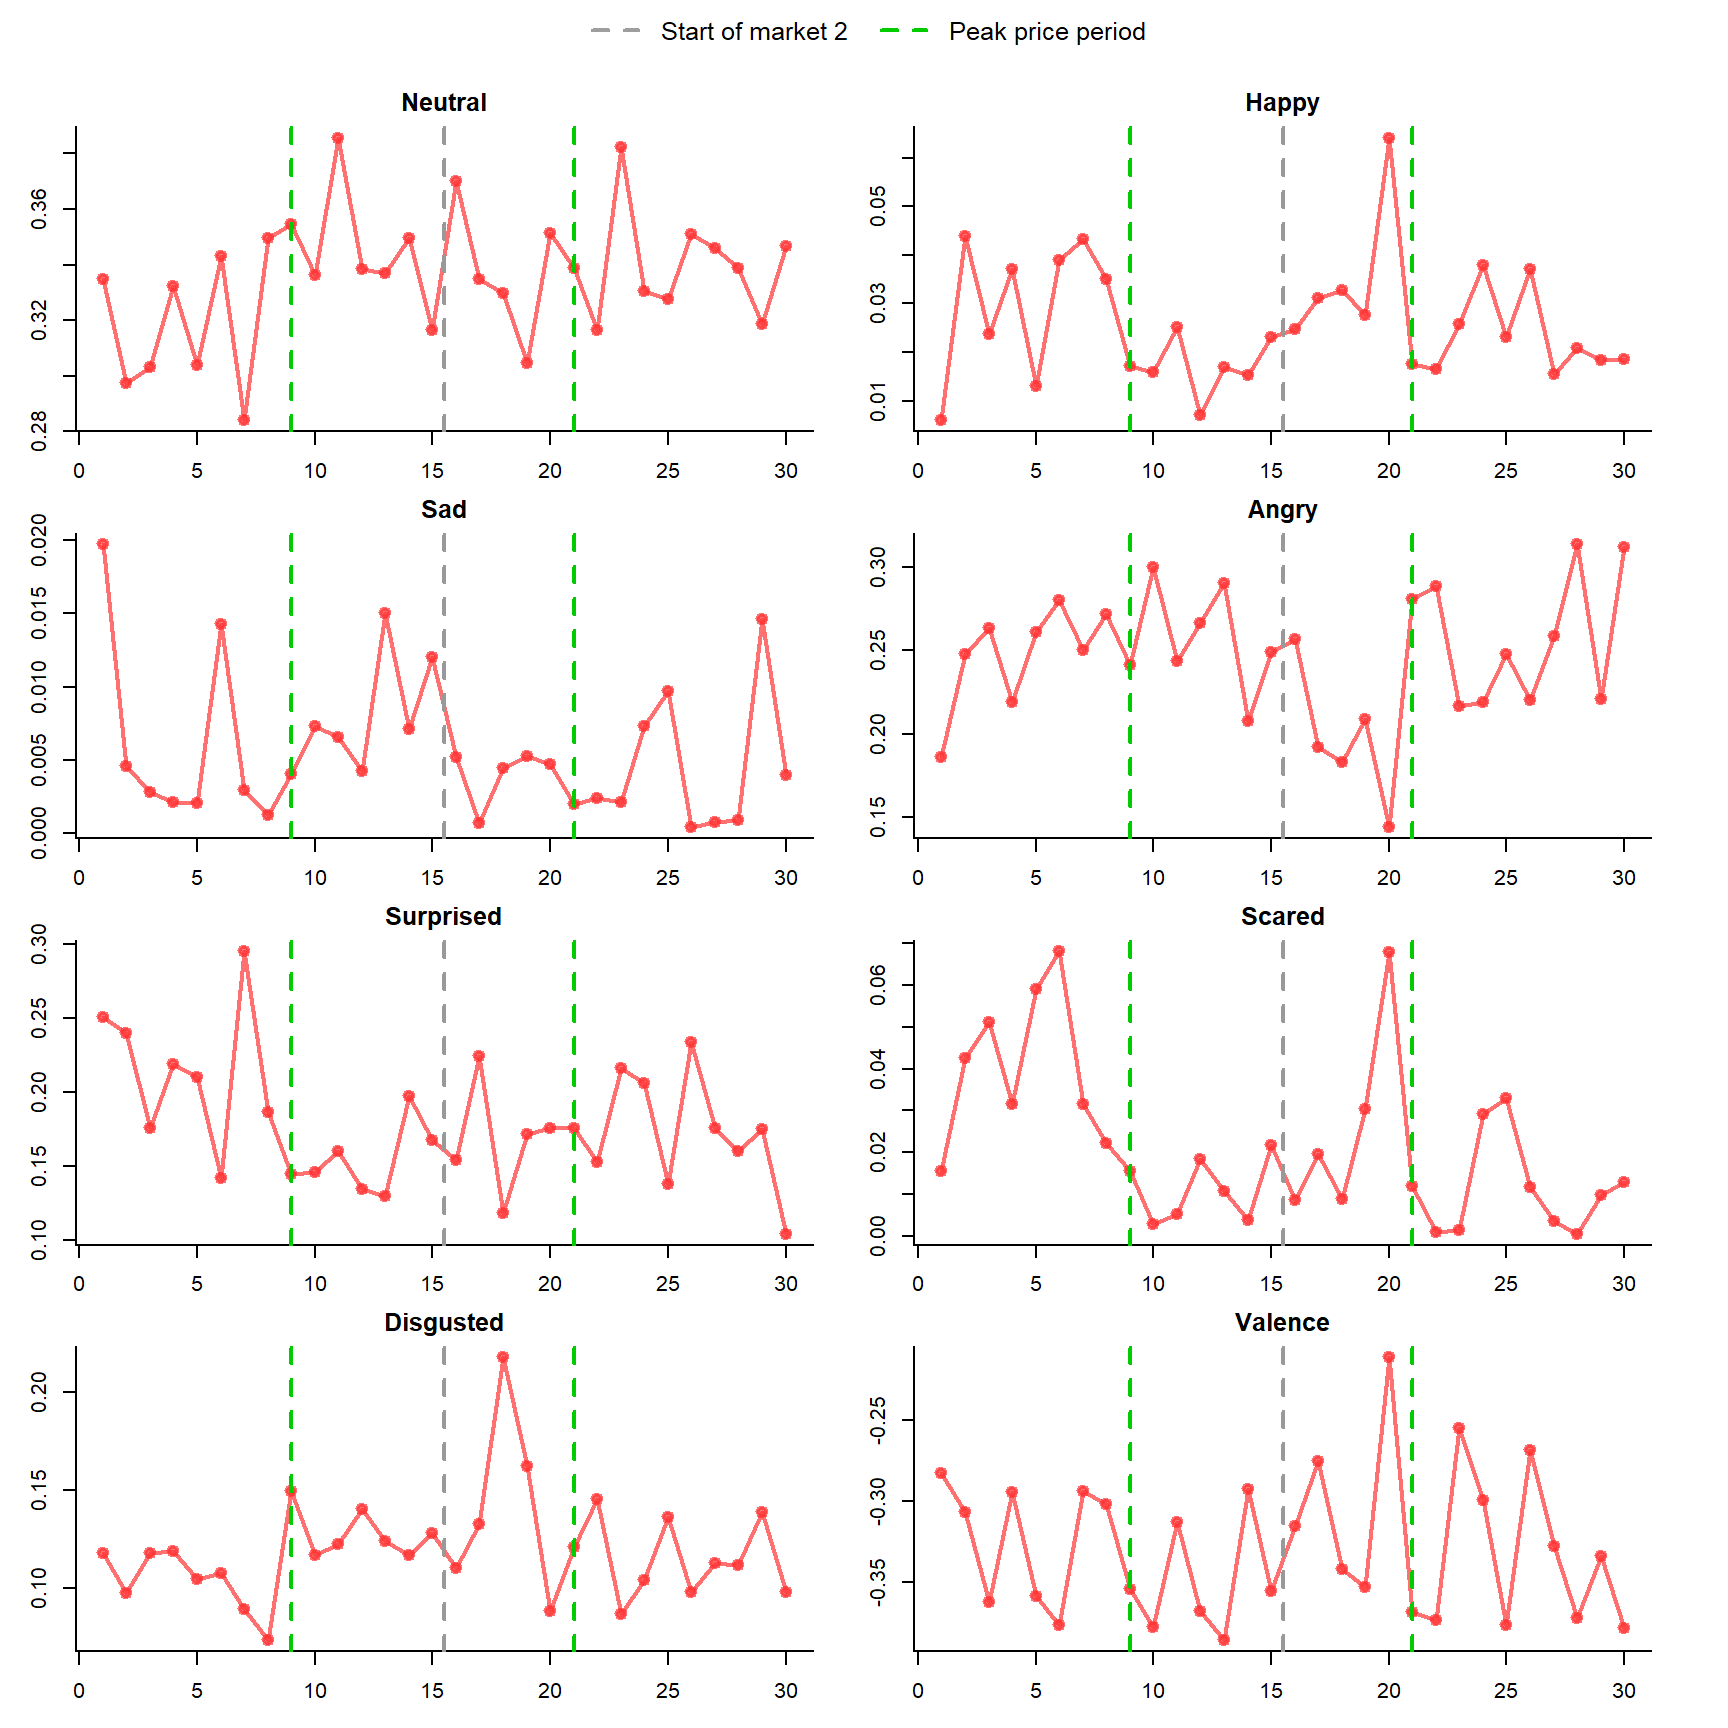 Start of market 2 Peak price period
Neutral Happy
0.28 0.32 0.36
0 5 10 15 20 25 30
0.01 0.03 0.05
0 5 10 15 20 25 30
Sad Angry
0.000 0.005 0.010 0.015 0.020
0 5 10 15 20 25 30
0.15 0.20 0.25 0.30
0 5 10 15 20 25 30
Surprised Scared
0.10 0.15 0.20 0.25 0.30
0 5 10 15 20 25 30
0.00 0.02 0.04 0.06
0 5 10 15 20 25 30
Disgusted Valence
0.10 0.15 0.20
0 5 10 15 20 25 30
-0.35 -0.30 -0.25
0 5 10 15 20 25 30